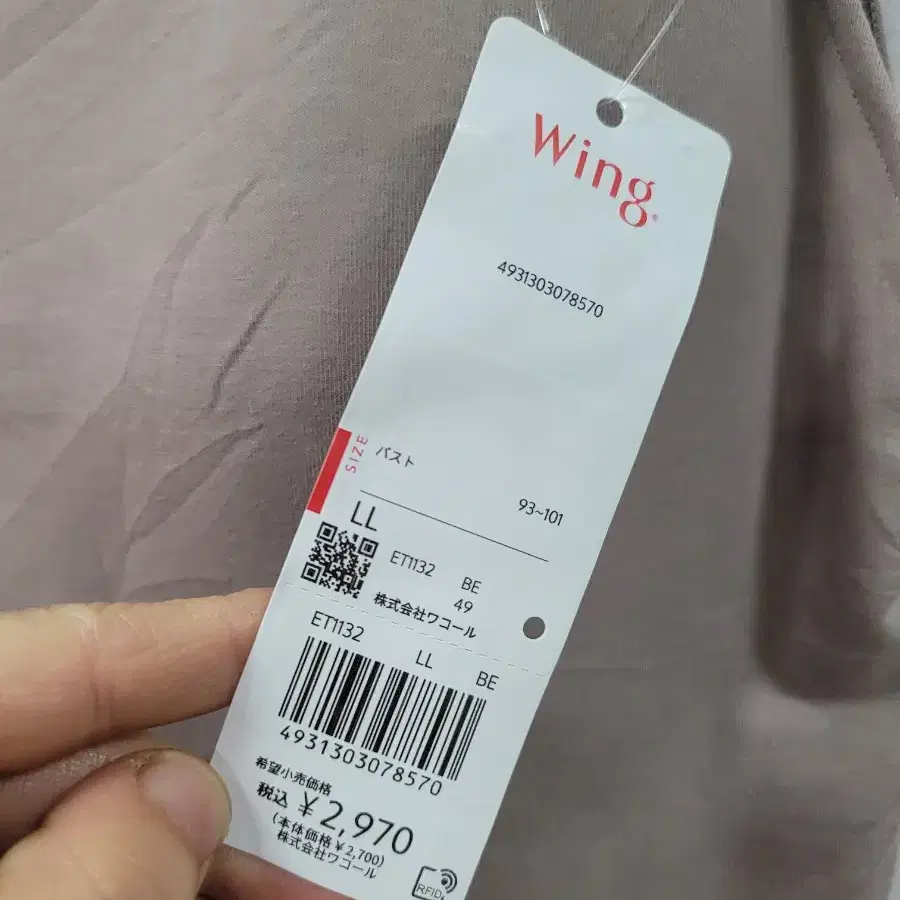 Wing
4931303078570
SIZE
バスト
93~101
LL
ET1132 BE
49
株式会社ワコール
ET1132 LL BE
4931303078570
希望小売価格
税込 ¥2,970
(本体価格¥2,700)
株式会社ワコール
RFID